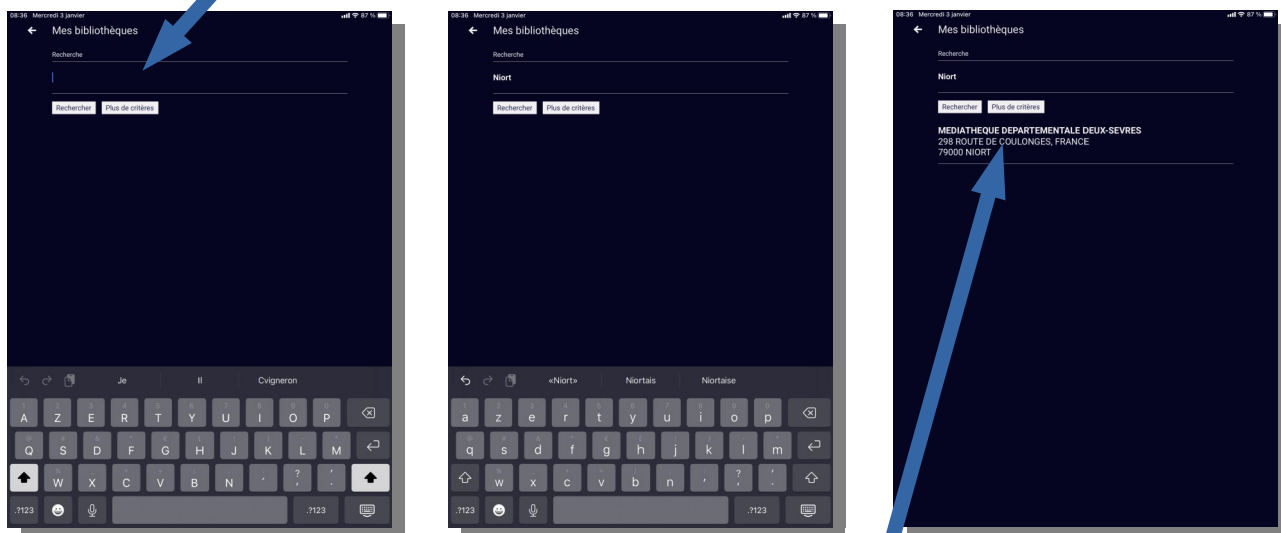 08:36 Mercredi 3 janvier 87 %
Mes bibliothèques
Recherche
Rechercher Plus de critères
Je Il Cvigneron
A Z E R T Y U I O P
Q S D F G H J K L M
W X C V B N ' ? ; ' .
.?123 .?123
08:36 Mercredi 3 janvier 87 %
Mes bibliothèques
Recherche
Niort
Rechercher Plus de critères
«Niort» Niortais Niortaise
a z e r t y u i o p
q s d f g h j k l m
w x c v b n ' ? ; ' .
.?123 .?123
08:36 Mercredi 3 janvier 87 %
Mes bibliothèques
Recherche
Niort
Rechercher Plus de critères
MEDIATHEQUE DEPARTEMENTALE DEUX-SEVRES
298 ROUTE DE COULONGES, FRANCE
79000 NIORT